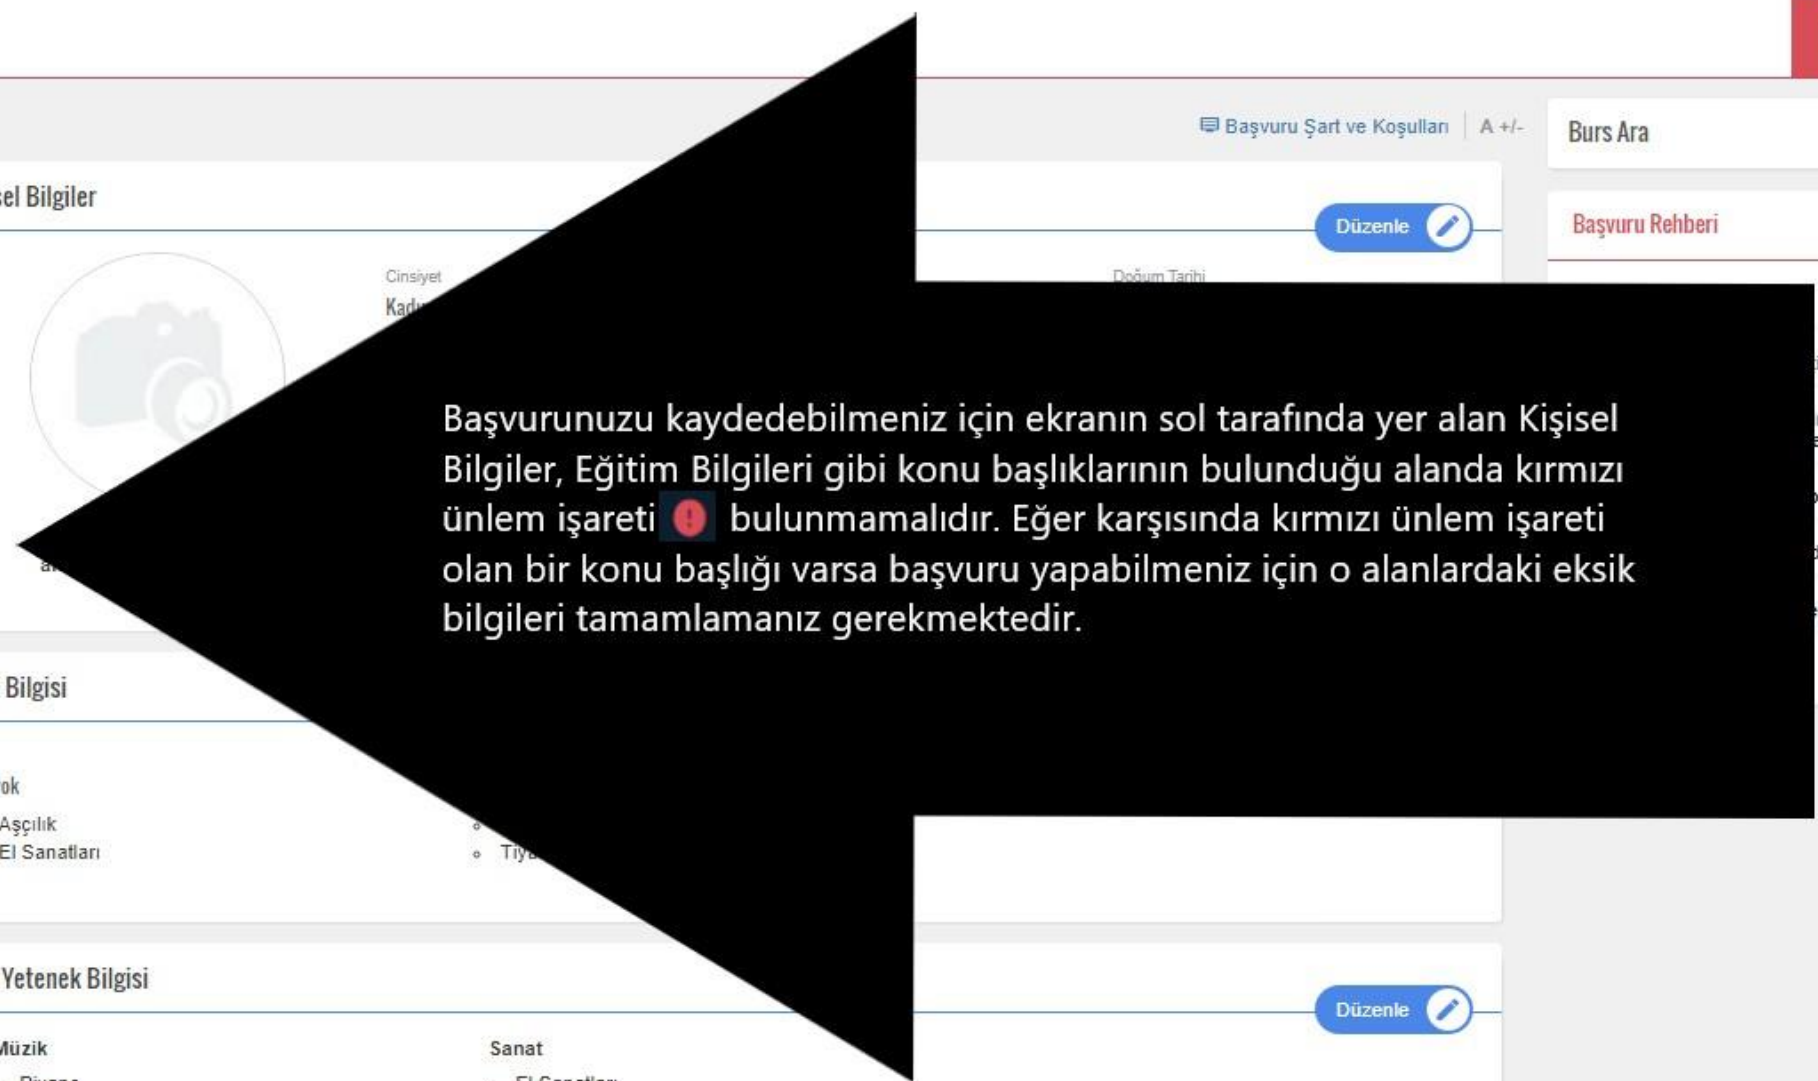 Başvuru Şart ve Koşulları
A +/-
Burs Ara
Bilgiler
Düzenle
Başvuru Rehberi
Cinsiyet
Doğum Tarihi
Başvurunuzu kaydedebilmeniz için ekranın sol tarafında yer alan Kişisel
Bilgiler, Eğitim Bilgileri gibi konu başlıklarının bulunduğu alanda kırmızı
ünlem işareti bulunmamalıdır. Eğer karşısında kırmızı ünlem işareti
olan bir konu başlığı varsa başvuru yapabilmeniz için o alanlardaki eksik
bilgileri tamamlamanız gerekmektedir.
Bilgisi
Aşçılık
El Sanatları
Yetenek Bilgisi
Düzenle
Müzik
Sanat
El Sanatları